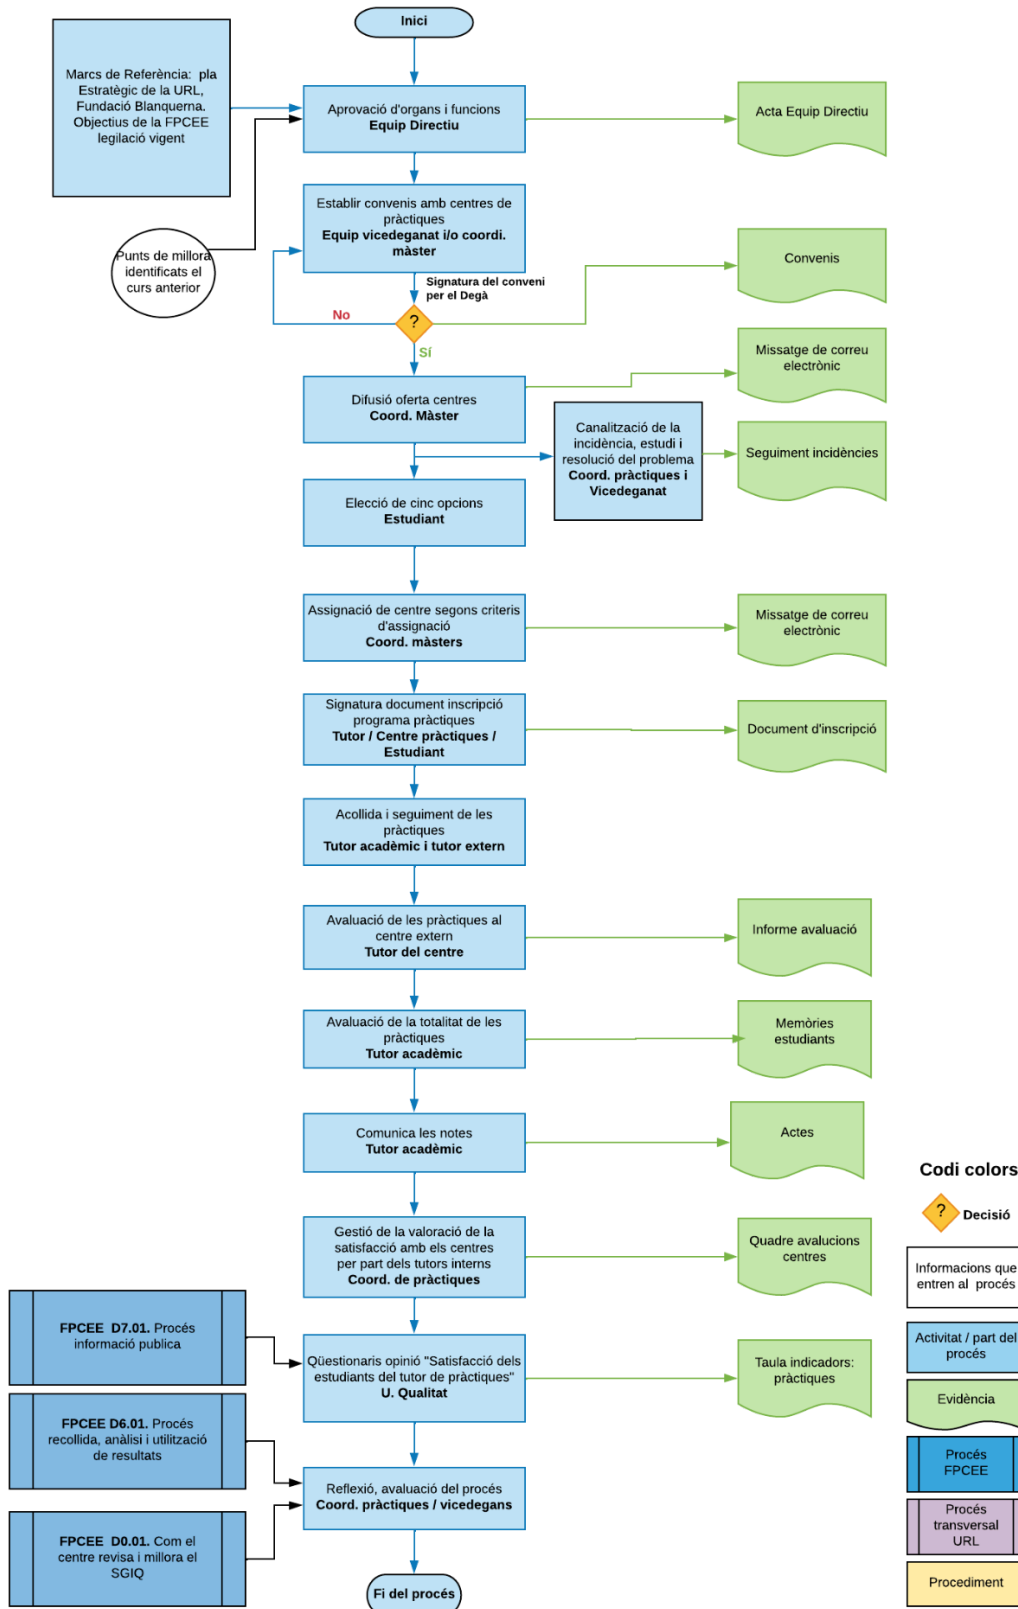 Inici
Marcs de Referència: pla
Estratègic de la URL,
Fundació Blanquerna.
Objectius de la FPCEE
legilació vigent
Aprovació d'organs i funcions
Equip Directiu
Acta Equip Directiu
Establir convenis amb centres de
pràctiques
Equip vicedeganat i/o coordi.
màster
Punts de millora
identificats el
curs anterior
Convenis
Signatura del conveni
per el Degà
No
?
Sí
Missatge de correu
electrònic
Difusió oferta centres
Coord. Màster
Canalització de la
incidència, estudi i
resolució del problema
Coord. pràctiques i
Vicedeganat
Seguiment incidències
Elecció de cinc opcions
Estudiant
Assignació de centre segons criteris
d'assignació
Coord. màsters
Missatge de correu
electrònic
Signatura document inscripció
programa pràctiques
Tutor / Centre pràctiques /
Estudiant
Document d'inscripció
Acollida i seguiment de les
pràctiques
Tutor acadèmic i tutor extern
Avaluació de les pràctiques al
centre extern
Tutor del centre
Informe avaluació
Avaluació de la totalitat de les
pràctiques
Tutor acadèmic
Memòries
estudiants
Comunica les notes
Tutor acadèmic
Actes
Gestió de la valoració de la
satisfacció amb els centres
per part dels tutors interns
Coord. de pràctiques
Quadre avalucions
centres
FPCEE D7.01. Procés
informació publica
Qüestionaris opinió "Satisfacció dels
estudiants del tutor de pràctiques"
U. Qualitat
Taula indicadors:
pràctiques
FPCEE D6.01. Procés
recollida, anàlisi i utilització
de resultats
Reflexió, avaluació del procés
Coord. pràctiques / vicedegans
FPCEE D0.01. Com el
centre revisa i millora el
SGIQ
Fi del procés
Codi colors
?
Decisió
Informacions que
entren al procés
Activitat / part del
procés
Evidència
Procés
FPCEE
Procés
transversal
URL
Procediment